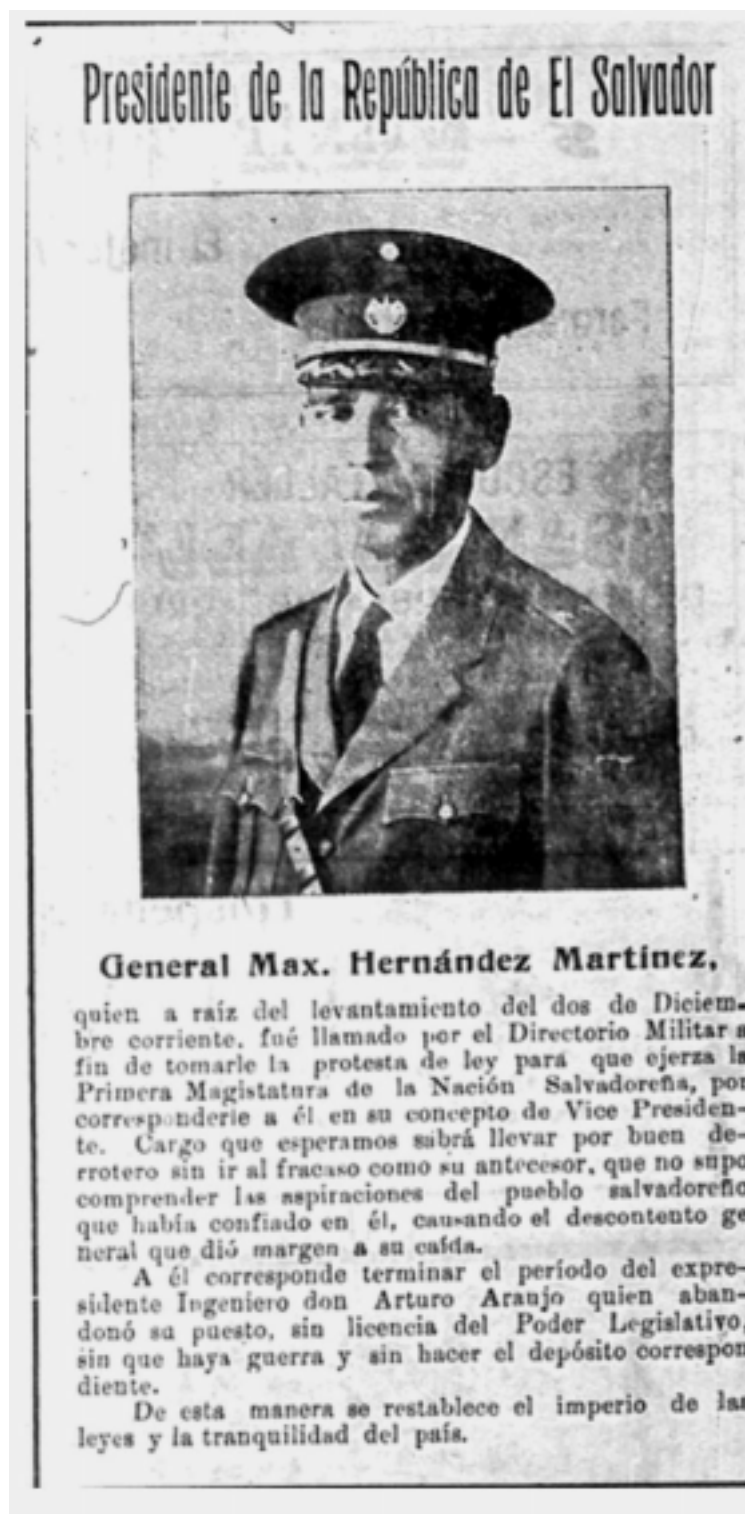 Presidente de la República de El Salvador
General Max. Hernández Martínez,
quien a raíz del levantamiento del dos de Diciem-
bre corriente, fué llamado por el Directorio Militar a
fin de tomarle la protesta de ley para que ejerza la
Primera Magistatura de la Nación Salvadoreña, por
corresponderle a él en su concepto de Vice Presiden-
te. Cargo que esperamos sabrá llevar por buen de-
rrotero sin ir al fracaso como su antecesor, que no supo
comprender las aspiraciones del pueblo salvadoreño
que había confiado en él, causando el descontento ge
neral que dió margen a su caída.
A él corresponde terminar el período del expre-
sidente Ingeniero don Arturo Araujo quien aban-
donó su puesto, sin licencia del Poder Legislativo,
sin que haya guerra y sin hacer el depósito correspon
diente.
De esta manera se restablece el imperio de las
leyes y la tranquilidad del país.